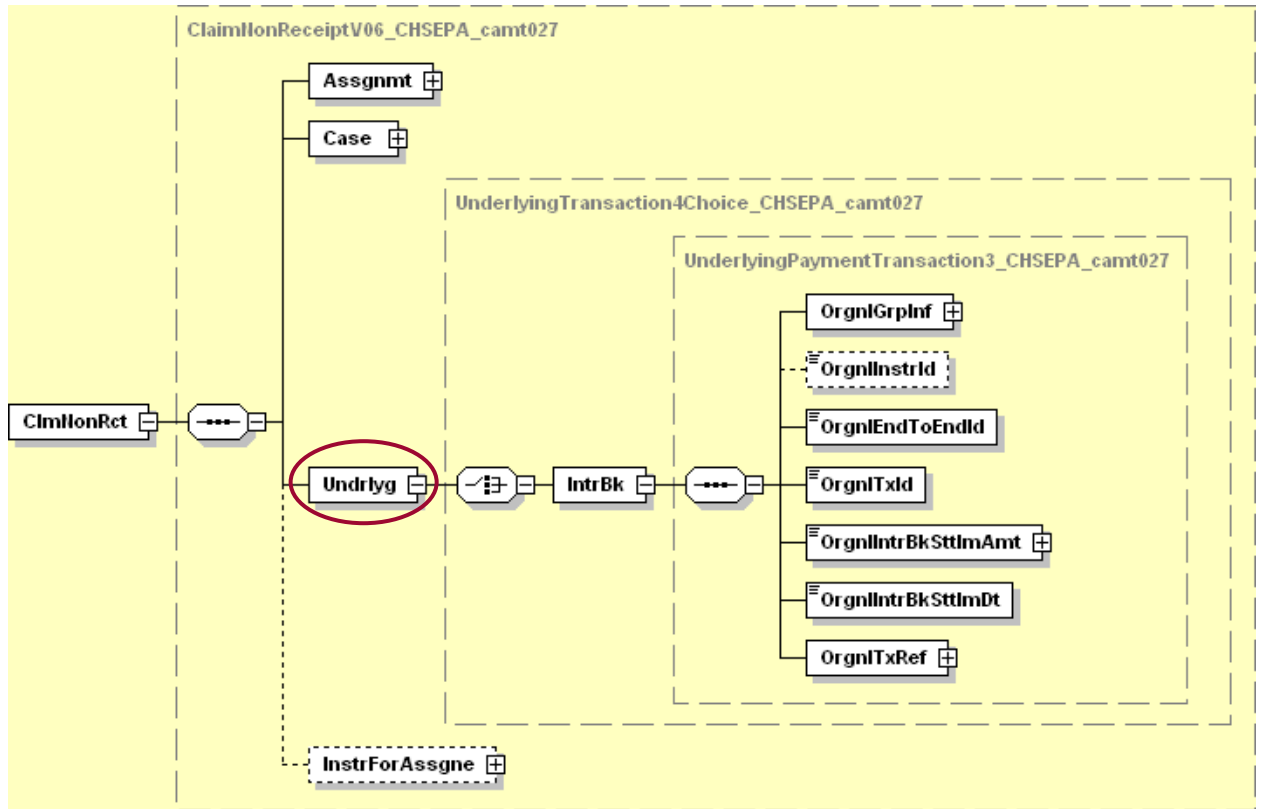 ClaimNonReceiptV06_CHSEPA_camt027
Assgnmt
Case
UnderlyingTransaction4Choice_CHSEPA_camt027
UnderlyingPaymentTransaction3_CHSEPA_camt027
OrgnlGrpInf
OrgnlInstrId
ClmNonRct
OrgnlEndToEndId
Undrlyg
IntrBk
OrgnlTxId
OrgnlIntrBkSttlmAmt
OrgnlIntrBkSttlmDt
OrgnlTxRef
InstrForAssgne